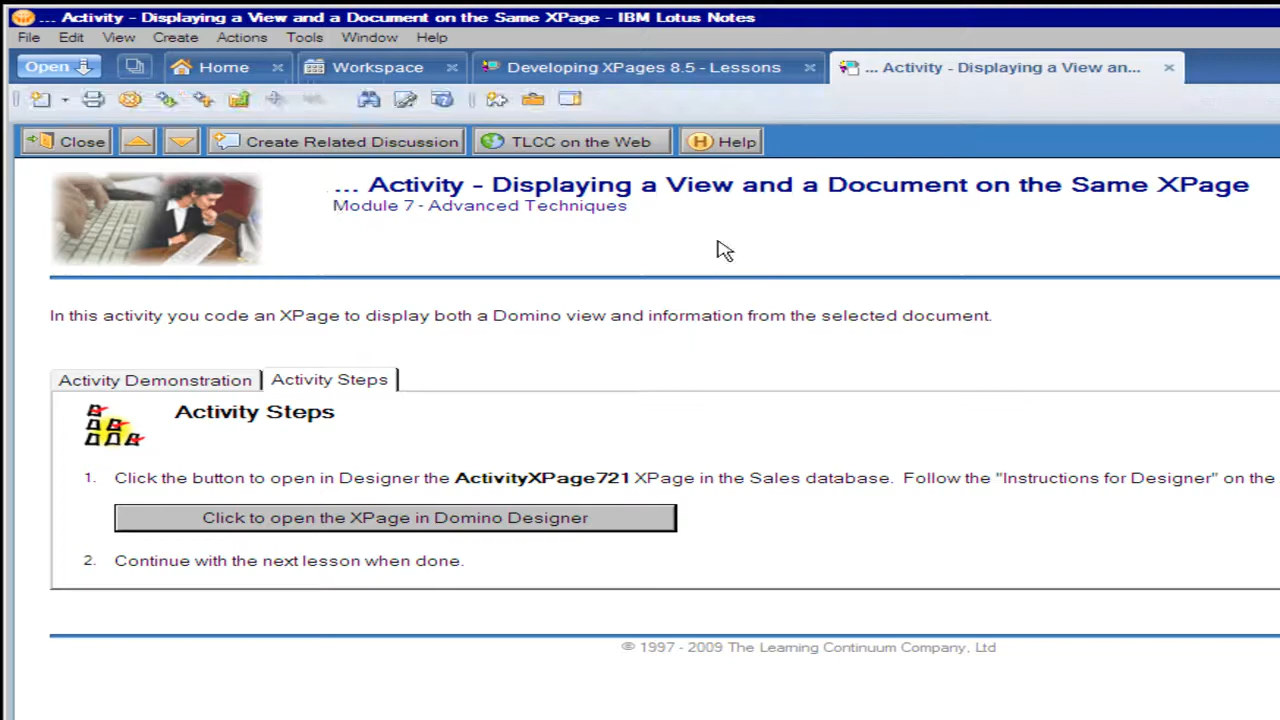 ... Activity - Displaying a View and a Document on the Same XPage - IBM Lotus Notes
File Edit View Create Actions Tools Window Help
Open Home Workspace Developing XPages 8.5 - Lessons ... Activity - Displaying a View an...
Close Create Related Discussion TLCC on the Web H Help
... Activity - Displaying a View and a Document on the Same XPage
Module 7 - Advanced Techniques
In this activity you code an XPage to display both a Domino view and information from the selected document.
Activity Demonstration Activity Steps
Activity Steps
1. Click the button to open in Designer the ActivityXPage721 XPage in the Sales database. Follow the "Instructions for Designer" on the
Click to open the XPage in Domino Designer
2. Continue with the next lesson when done.
© 1997 - 2009 The Learning Continuum Company, Ltd